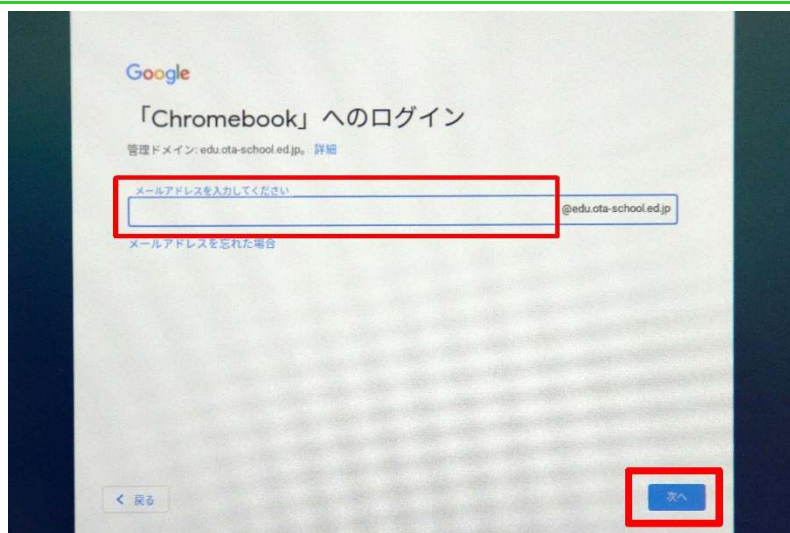 Google
「Chromebook」へのログイン
管理ドメイン: edu.ota-school.ed.jp。 詳細
メールアドレスを入力してください
@edu.ota-school.ed.jp
メールアドレスを忘れた場合
< 戻る
次へ